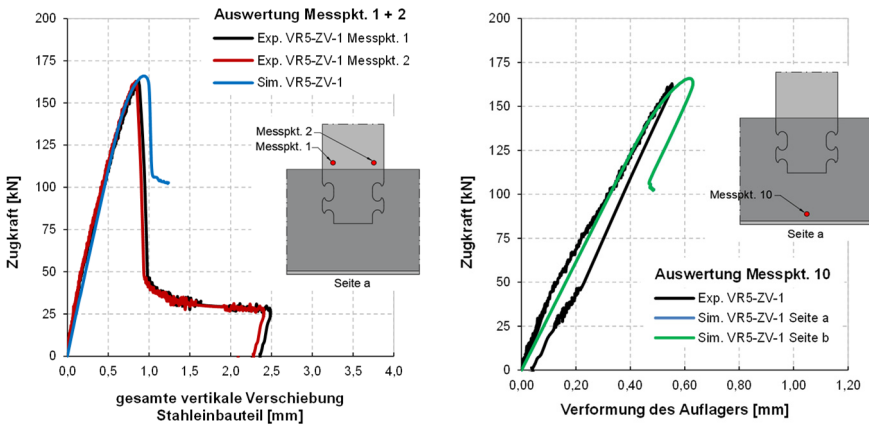 Auswertung Messpkt. 1 + 2
Exp. VR5-ZV-1 Messpkt. 1
Exp. VR5-ZV-1 Messpkt. 2
Sim. VR5-ZV-1
Zugkraft [kN]
200
175
150
125
100
75
50
25
0
Messpkt. 2
Messpkt. 1
Seite a
0,0 0,5 1,0 1,5 2,0 2,5 3,0 3,5 4,0
gesamte vertikale Verschiebung
Stahleinbauteil [mm]
Zugkraft [kN]
200
175
150
125
100
75
50
25
0
Messpkt. 10
Seite a
Auswertung Messpkt. 10
Exp. VR5-ZV-1
Sim. VR5-ZV-1 Seite a
Sim. VR5-ZV-1 Seite b
0,00 0,20 0,40 0,60 0,80 1,00 1,20
Verformung des Auflagers [mm]